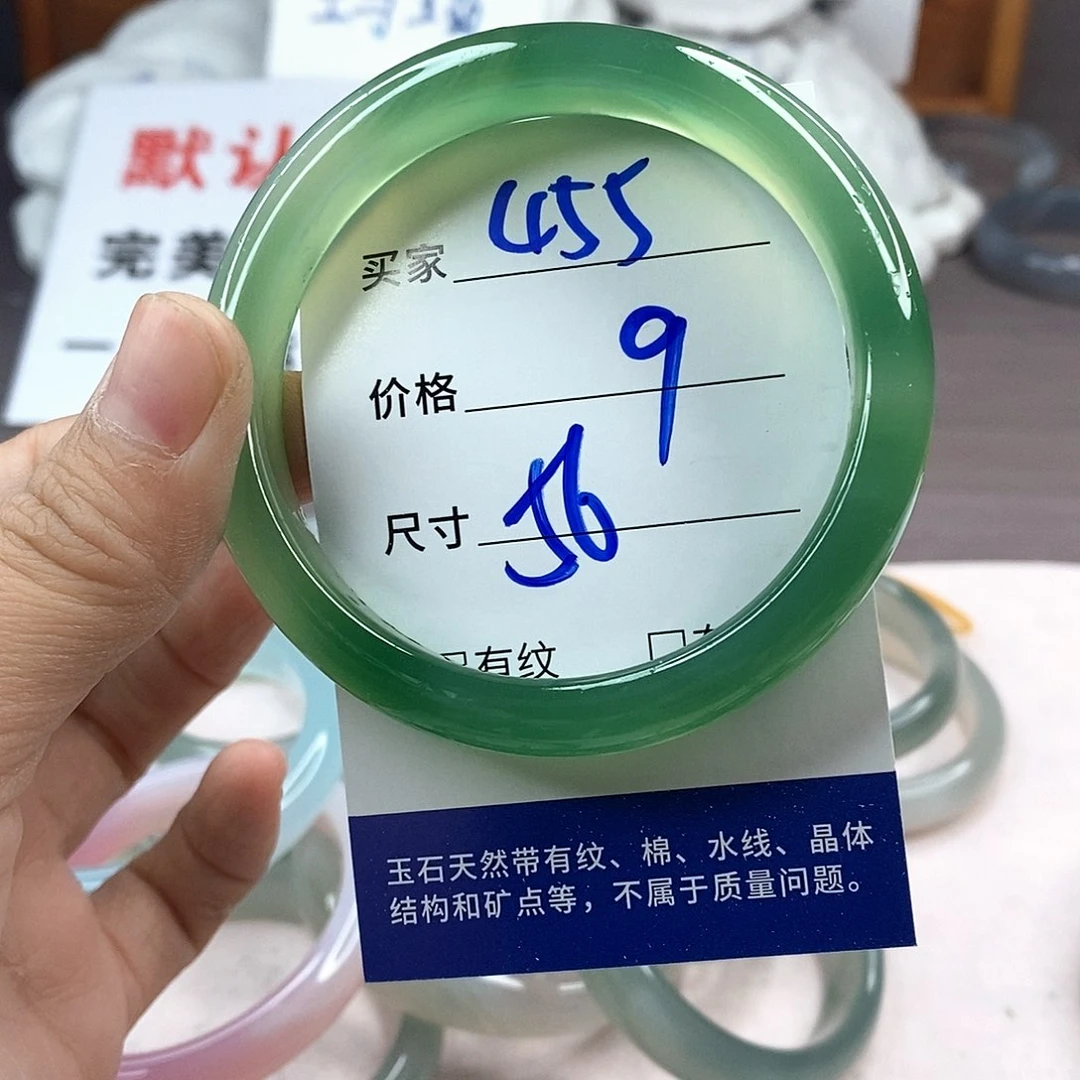 默认
完美
一
买家 455
价格 9
尺寸 56
有纹
玉石天然带有纹、棉、水线、晶体
结构和矿点等，不属于质量问题。